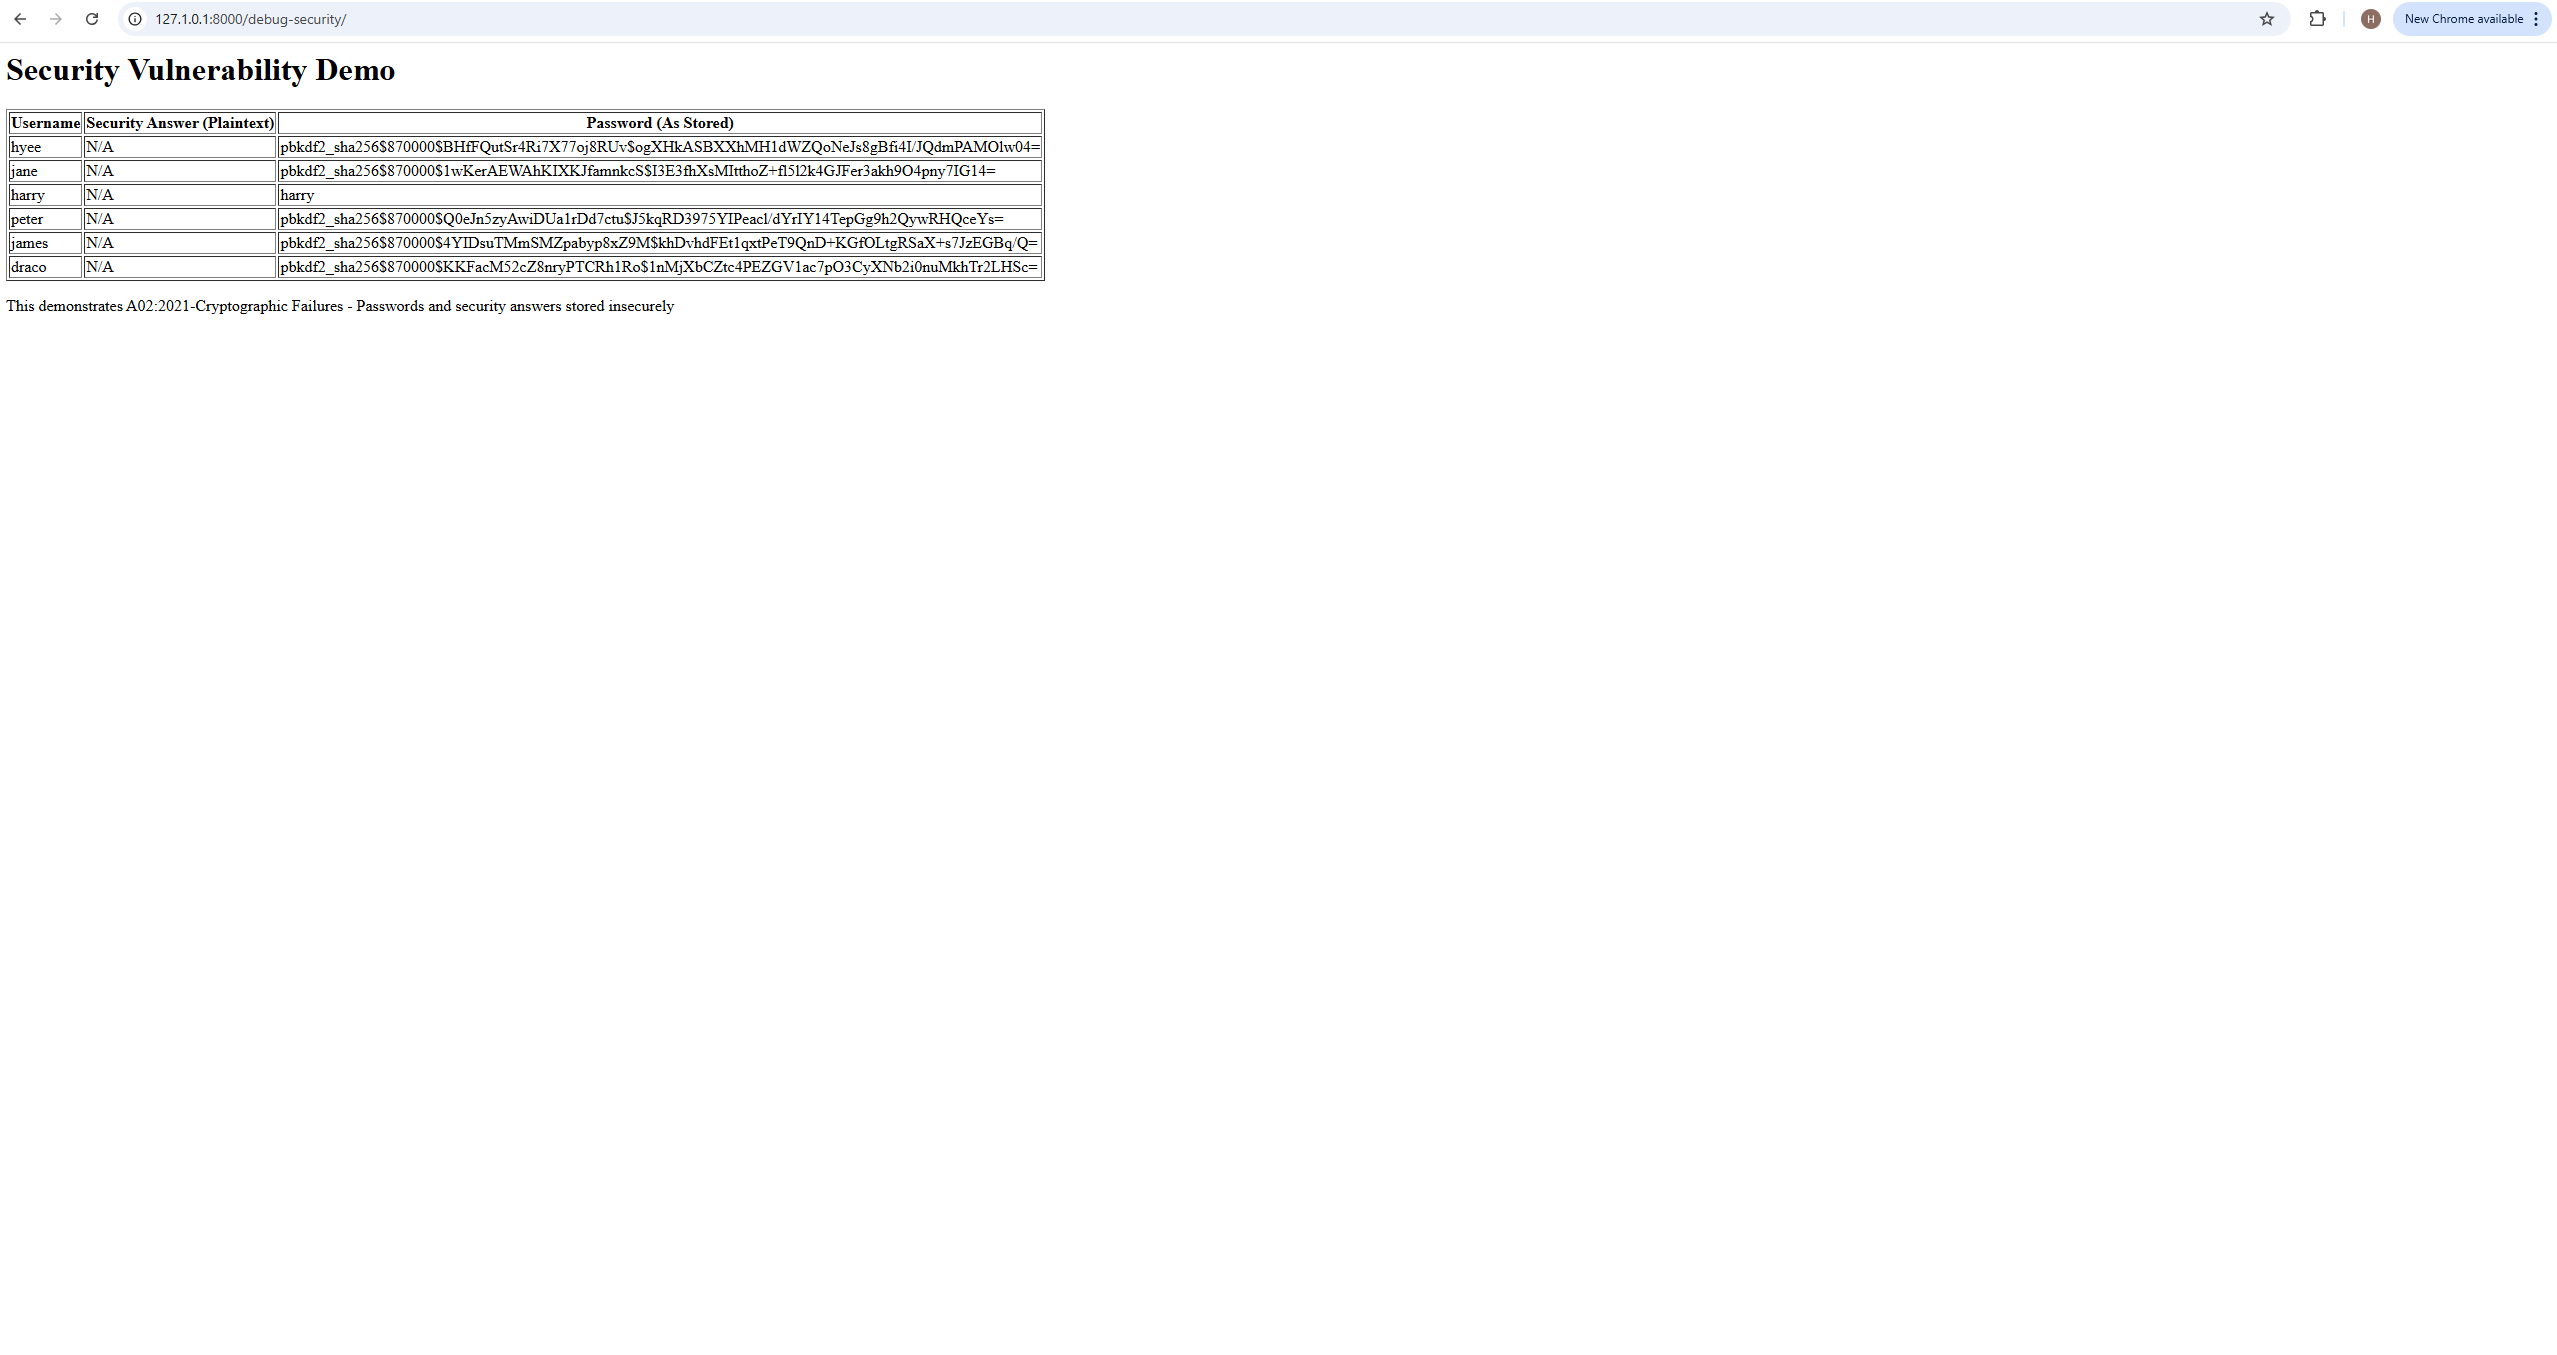 127.1.0.1:8000/debug-security/
H
New Chrome available
Security Vulnerability Demo
Username Security Answer (Plaintext) Password (As Stored)
hyee N/A pbkdf2_sha256$870000$BHfFQutSr4Ri7X77oj8RUv$ogXHkASBXXhMH1dWZQoNeJs8gBfi4I/JQdmPAMOlw04=
jane N/A pbkdf2_sha256$870000$1wKerAEWAhKIXKJfamnkcS$I3E3fhXsMItthoZ+fl5l2k4GJFer3akh9O4pny7IG14=
harry N/A harry
peter N/A pbkdf2_sha256$870000$Q0eJn5zyAwiDUa1rDd7ctu$J5kqRD3975YIPeacl/dYrIY14TepGg9h2QywRHQceYs=
james N/A pbkdf2_sha256$870000$4YIDsuTMmSMZpabyp8xZ9M$khDvhdFEt1qxtPeT9QnD+KGfOLtgRSaX+s7JzEGBq/Q=
draco N/A pbkdf2_sha256$870000$KKFacM52cZ8nryPTCRh1Ro$1nMjXbCZtc4PEZGV1ac7pO3CyXNb2i0nuMkhTr2LHSc=
This demonstrates A02:2021-Cryptographic Failures - Passwords and security answers stored insecurely